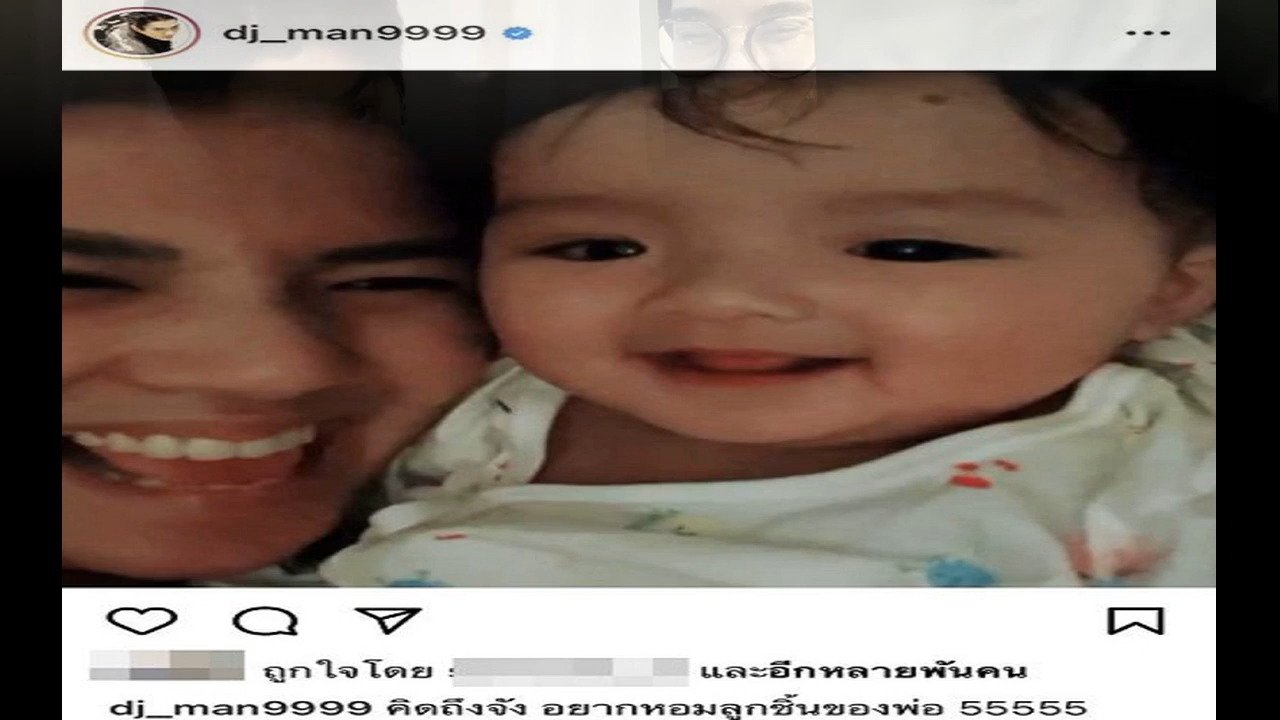 dj_man9999
ถูกใจโดย และอีกหลายพันคน
dj_man9999 คิดถึงจัง อยากหอมลูกชิ้นของพ่อ 55555